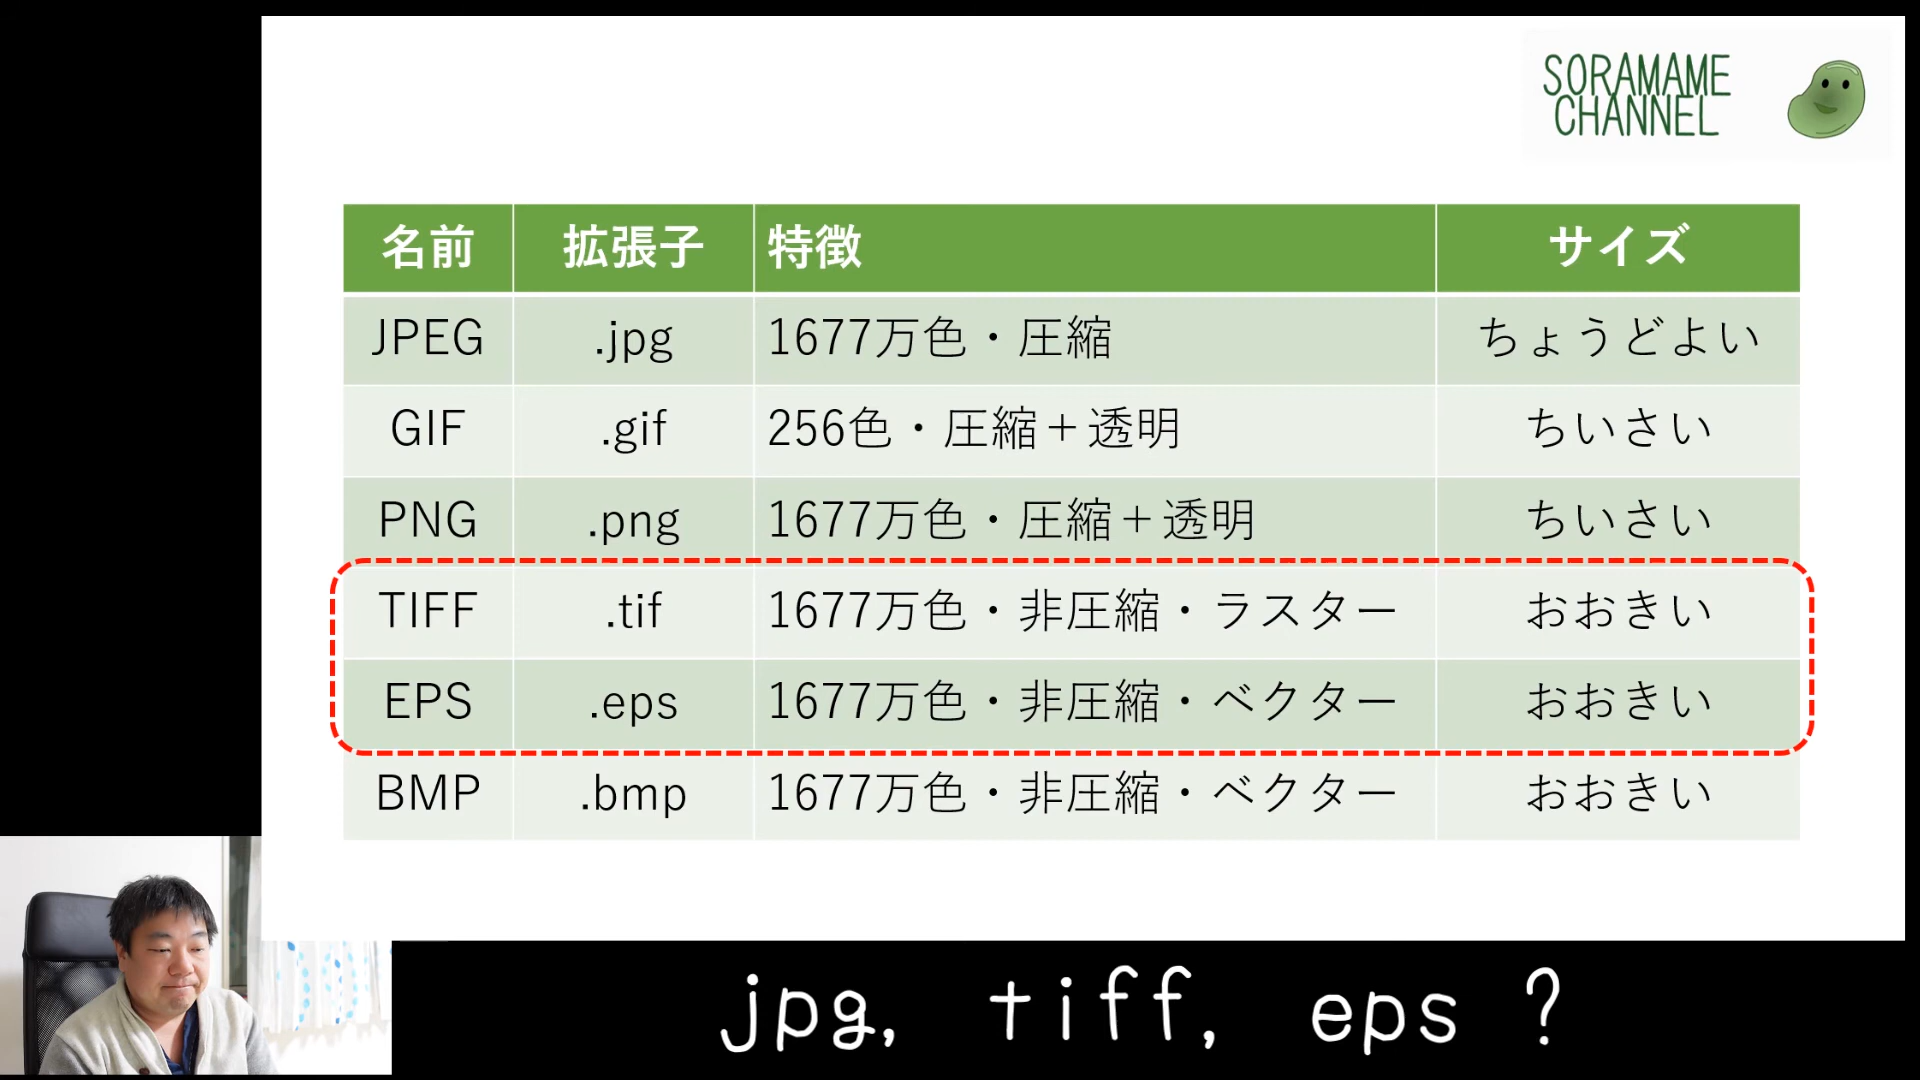 SORAMAME
CHANNEL
名前 拡張子 特徴 サイズ
JPEG .jpg 1677万色・圧縮 ちょうどよい
GIF .gif 256色・圧縮＋透明 ちいさい
PNG .png 1677万色・圧縮＋透明 ちいさい
TIFF .tif 1677万色・非圧縮・ラスター おおきい
EPS .eps 1677万色・非圧縮・ベクター おおきい
BMP .bmp 1677万色・非圧縮・ベクター おおきい
jpg, tiff, eps ?